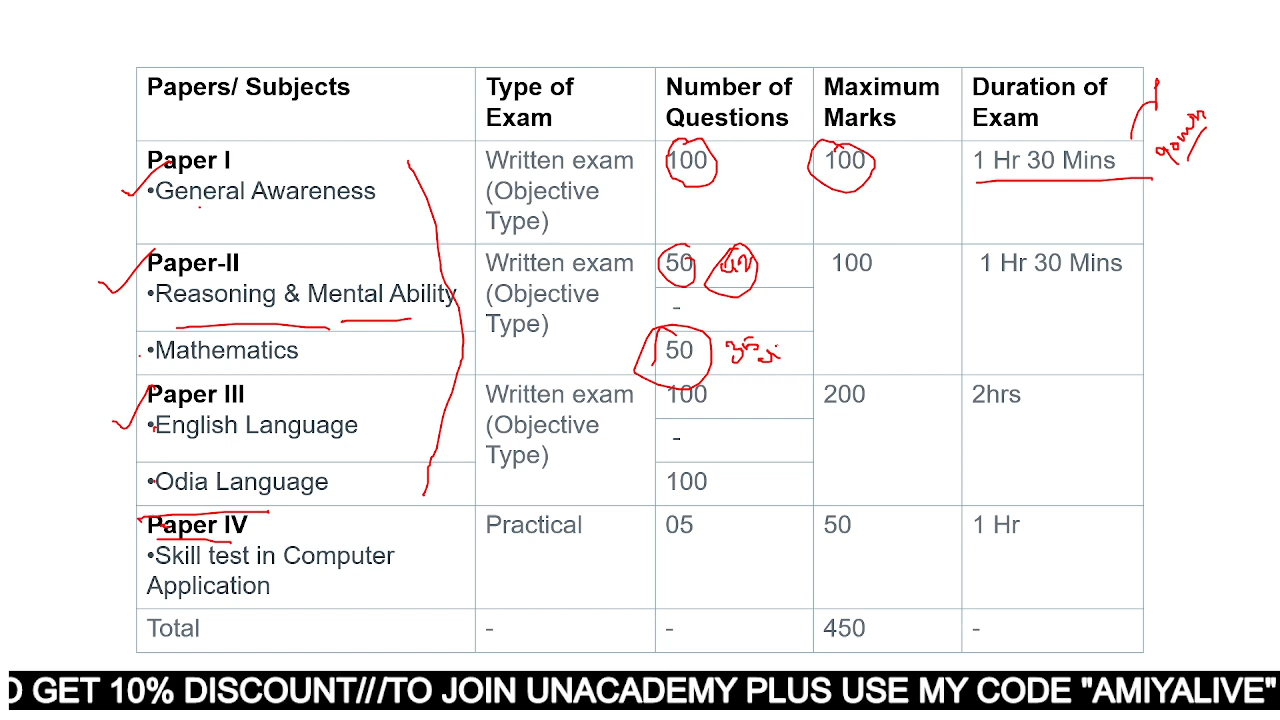 Papers/ Subjects
Type of
Exam
Number of
Questions
Maximum
Marks
Duration of
Exam
Paper I
•General Awareness
Written exam
(Objective
Type)
100
100
1 Hr 30 Mins
Paper-II
•Reasoning & Mental Ability
Written exam
(Objective
Type)
50
-
100
1 Hr 30 Mins
•Mathematics
50
Paper III
•English Language
Written exam
(Objective
Type)
100
-
200
2hrs
•Odia Language
100
Paper IV
•Skill test in Computer
Application
Practical
05
50
1 Hr
Total
-
-
450
-
GET 10% DISCOUNT///TO JOIN UNACADEMY PLUS USE MY CODE "AMIYALIVE"